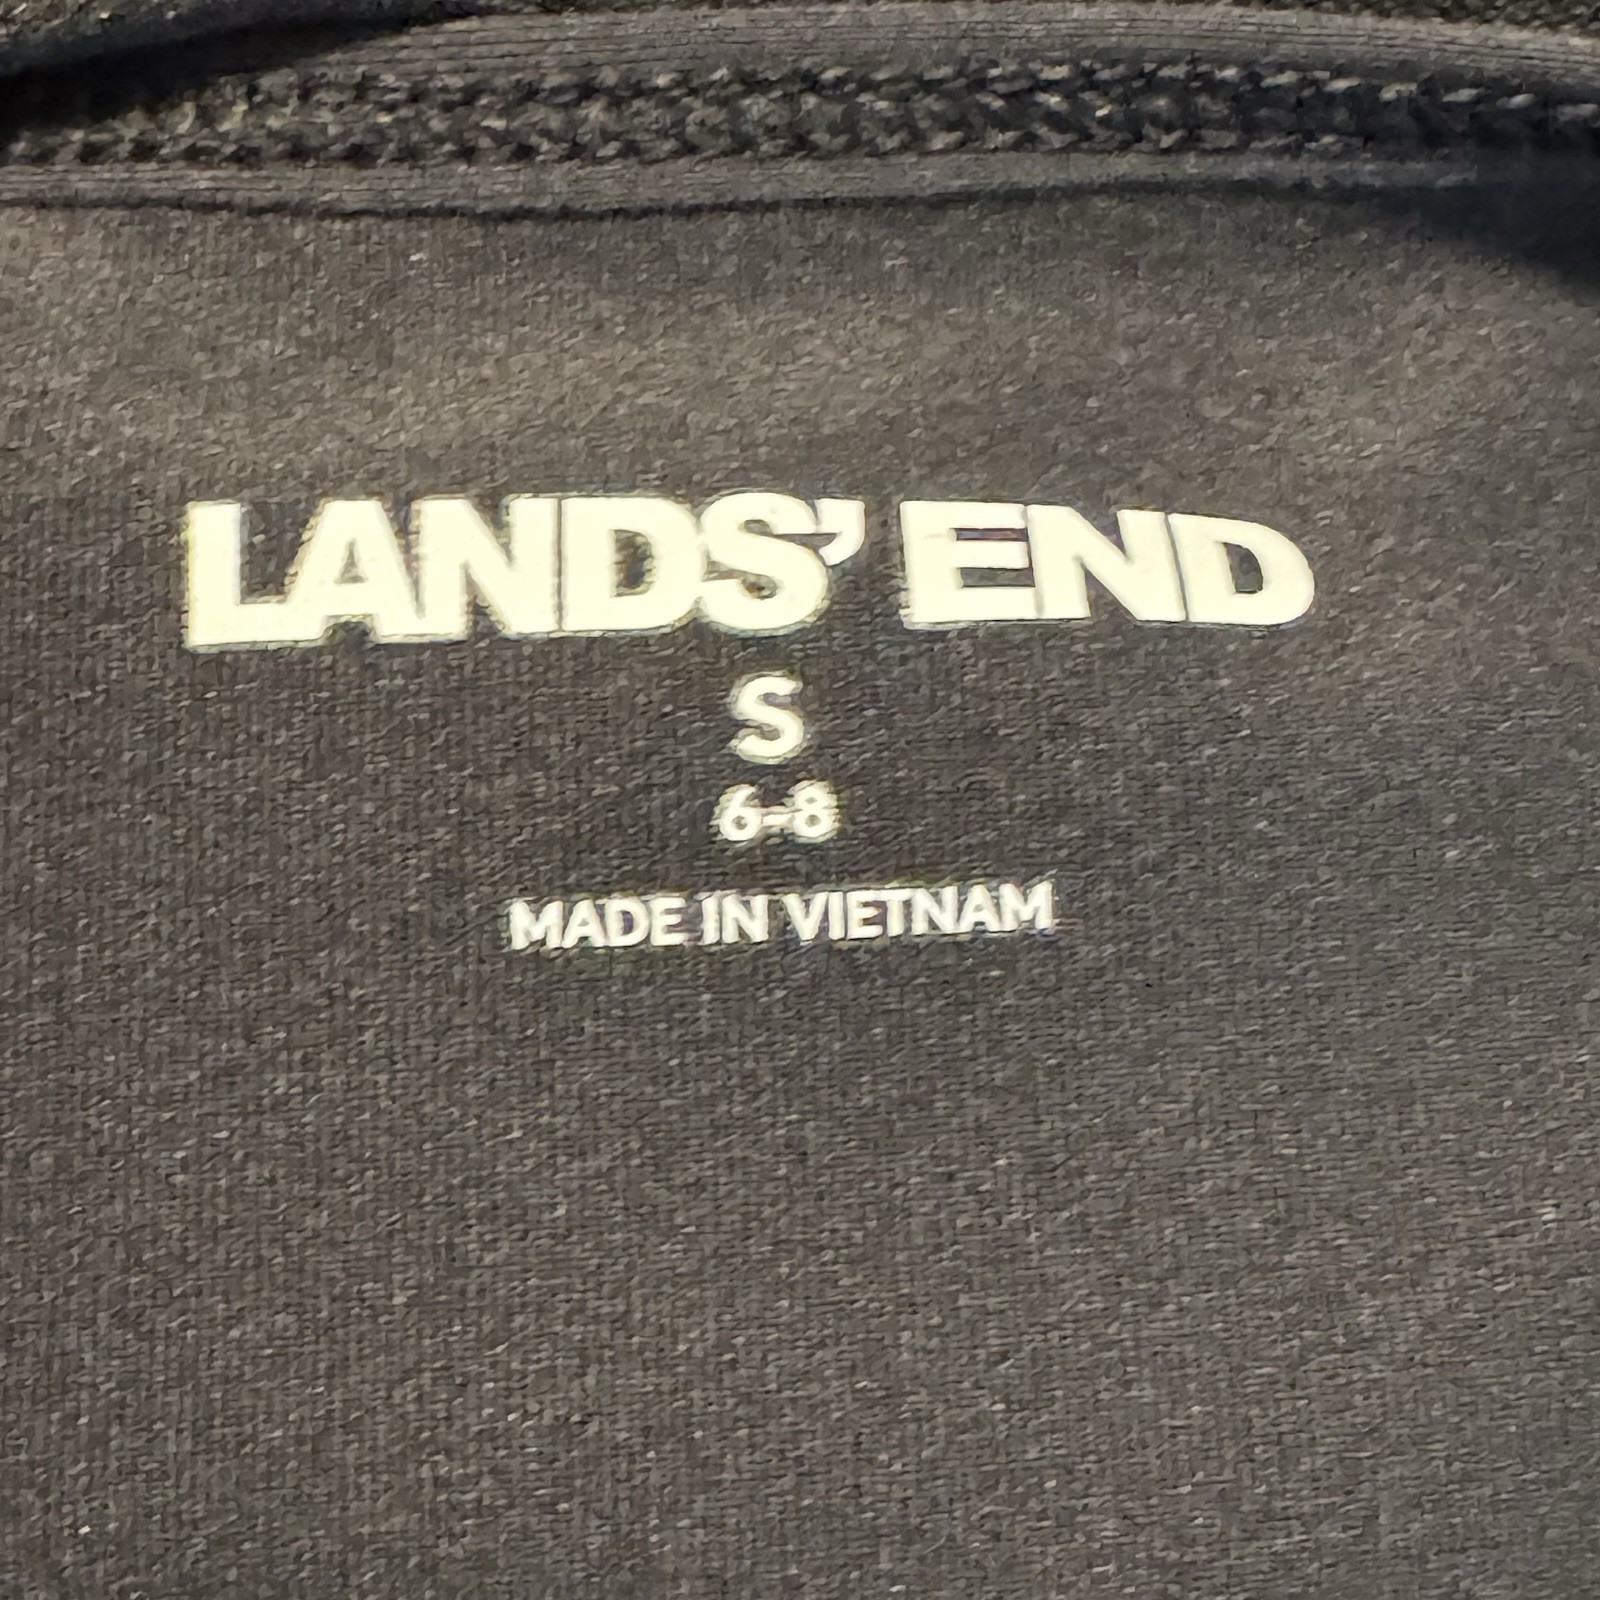 LANDS' END
S
6-8
MADE IN VIETNAM